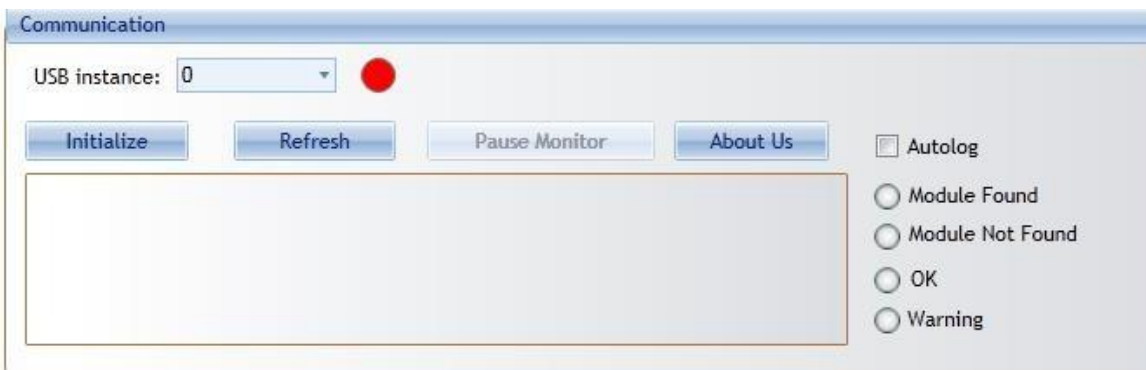 Communication
USB instance: 0
Initialize Refresh Pause Monitor About Us
Autolog
Module Found
Module Not Found
OK
Warning